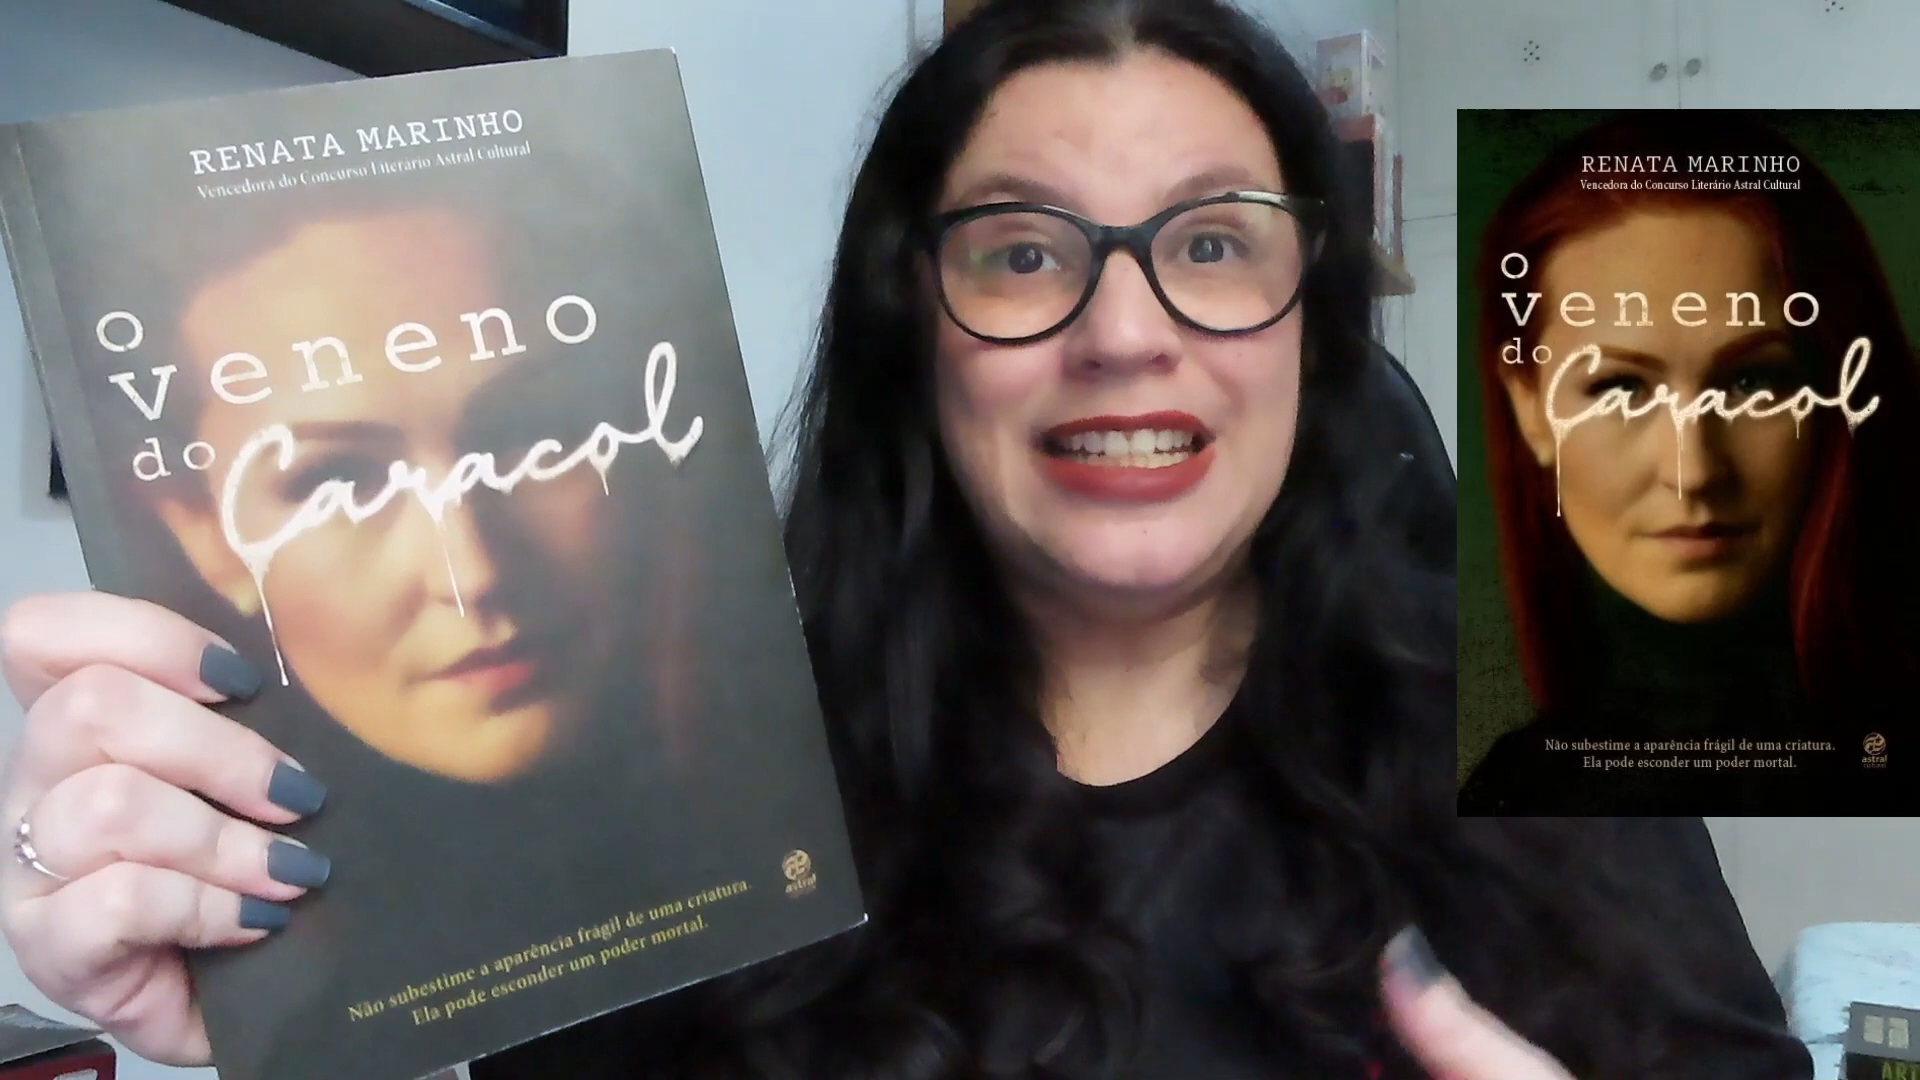 RENATA MARINHO
Vencedora do Concurso Literário Astral Cultural
o
veneno
do Caracol
Não subestime a aparência frágil de uma criatura.
Ela pode esconder um poder mortal.
astral
RENATA MARINHO
Vencedora do Concurso Literário Astral Cultural
o
veneno
do Caracol
Não subestime a aparência frágil de uma criatura.
Ela pode esconder um poder mortal.
astral